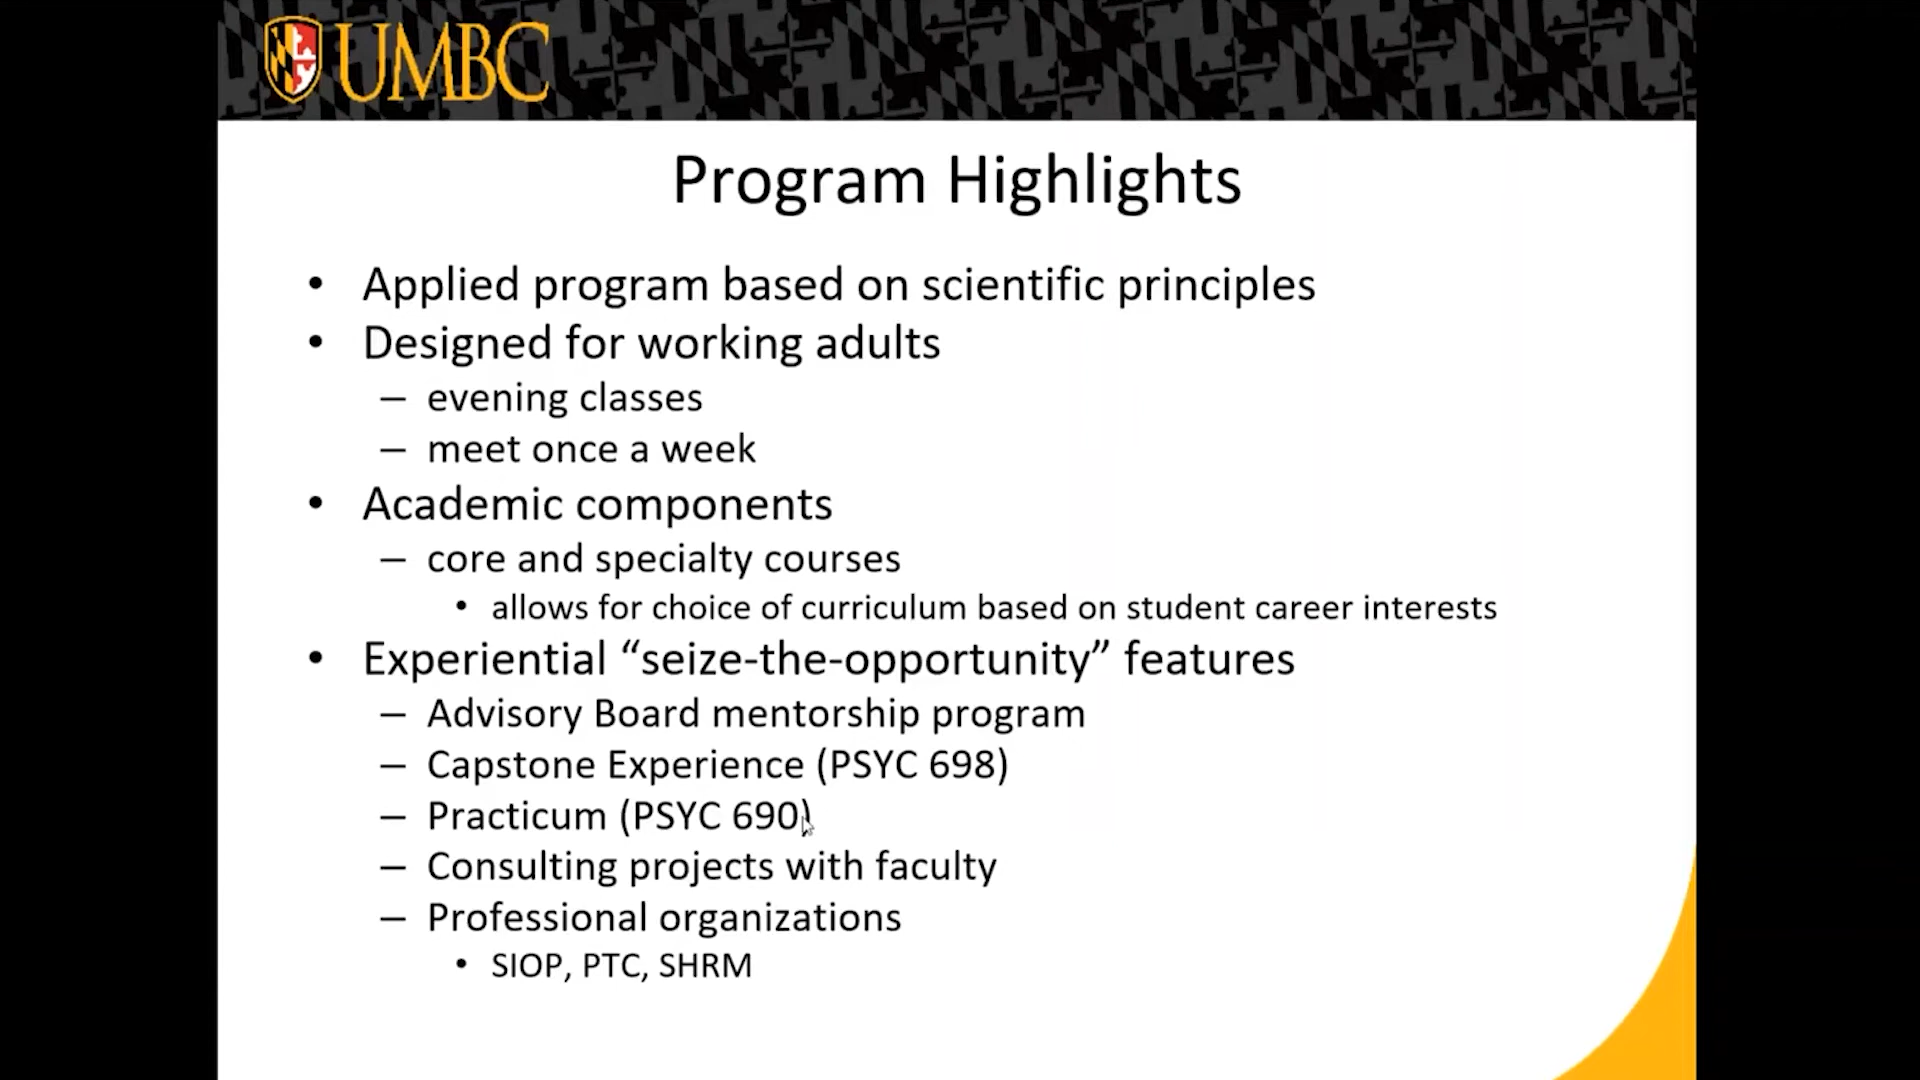 UMBC
Program Highlights
• Applied program based on scientific principles
• Designed for working adults
– evening classes
– meet once a week
• Academic components
– core and specialty courses
• allows for choice of curriculum based on student career interests
• Experiential “seize-the-opportunity” features
– Advisory Board mentorship program
– Capstone Experience (PSYC 698)
– Practicum (PSYC 690)
– Consulting projects with faculty
– Professional organizations
• SIOP, PTC, SHRM